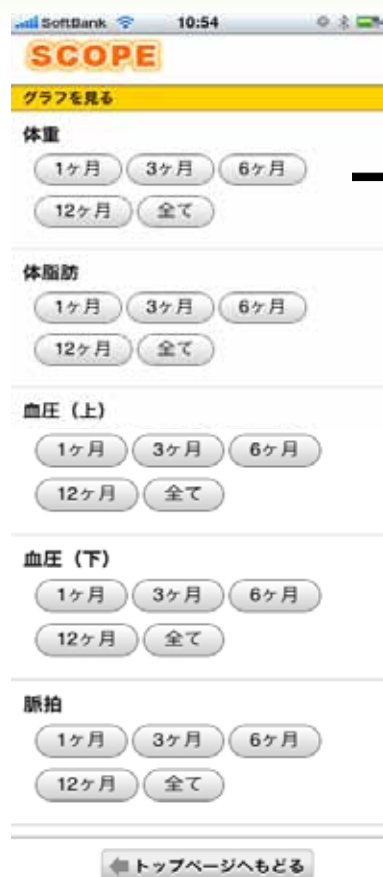 SoftBank 10:54
SCOPE
グラフを見る
体重
1ヶ月 3ヶ月 6ヶ月
12ヶ月 全て
体脂肪
1ヶ月 3ヶ月 6ヶ月
12ヶ月 全て
血圧（上）
1ヶ月 3ヶ月 6ヶ月
12ヶ月 全て
血圧（下）
1ヶ月 3ヶ月 6ヶ月
12ヶ月 全て
脈拍
1ヶ月 3ヶ月 6ヶ月
12ヶ月 全て
トップページへもどる